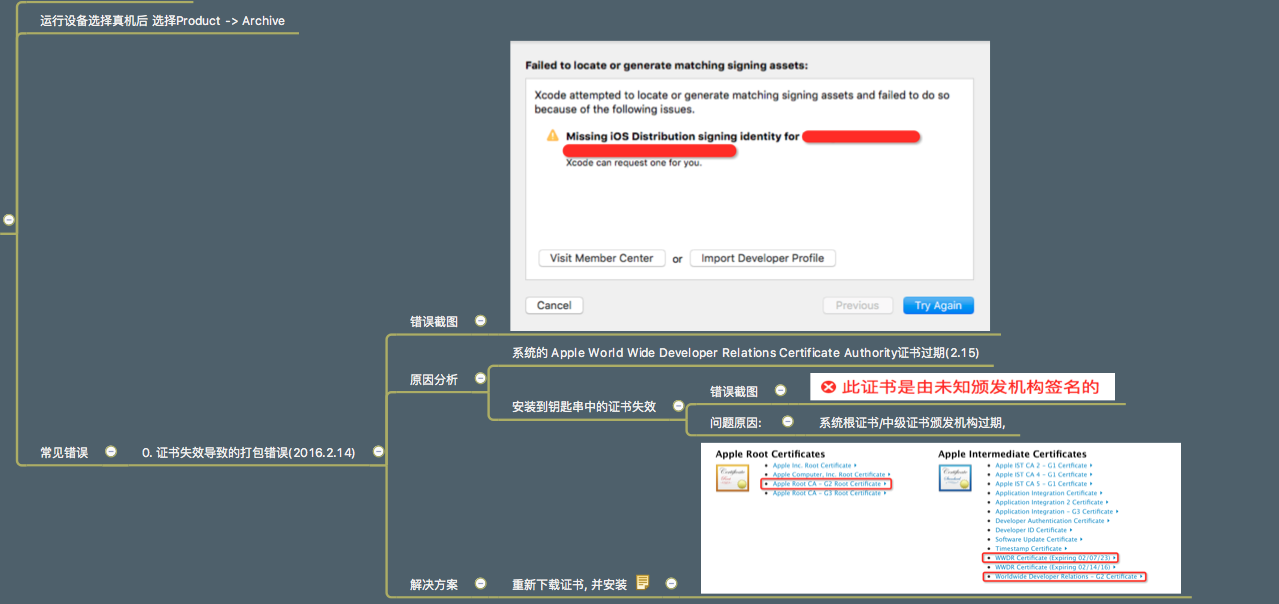 运行设备选择真机后 选择Product -> Archive
Failed to locate or generate matching signing assets:
Xcode attempted to locate or generate matching signing assets and failed to do so
because of the following issues.
Missing iOS Distribution signing identity for
Xcode can request one for you.
Visit Member Center or Import Developer Profile
Cancel Previous Try Again
错误截图
系统的 Apple World Wide Developer Relations Certificate Authority证书过期(2.15)
原因分析
错误截图 此证书是由未知颁发机构签名的
安装到钥匙串中的证书失效
问题原因: 系统根证书/中级证书颁发机构过期,
常见错误 0. 证书失效导致的打包错误(2016.2.14)
Apple Root Certificates
Apple Inc. Root Certificate
Apple Computer, Inc. Root Certificate
Apple Root CA - G2 Root Certificate
Apple Root CA - G3 Root Certificate
Apple Intermediate Certificates
Apple IST CA 2 - G1 Certificate
Apple IST CA 4 - G1 Certificate
Apple IST CA 5 - G1 Certificate
Application Integration Certificate
Application Integration 2 Certificate
Application Integration - G3 Certificate
Developer Authentication Certificate
Developer ID Certificate
Software Update Certificate
Timestamp Certificate
WWDR Certificate (Expiring 02/07/23)
WWDR Certificate (Expiring 02/14/16)
Worldwide Developer Relations - G2 Certificate
解决方案 重新下载证书, 并安装